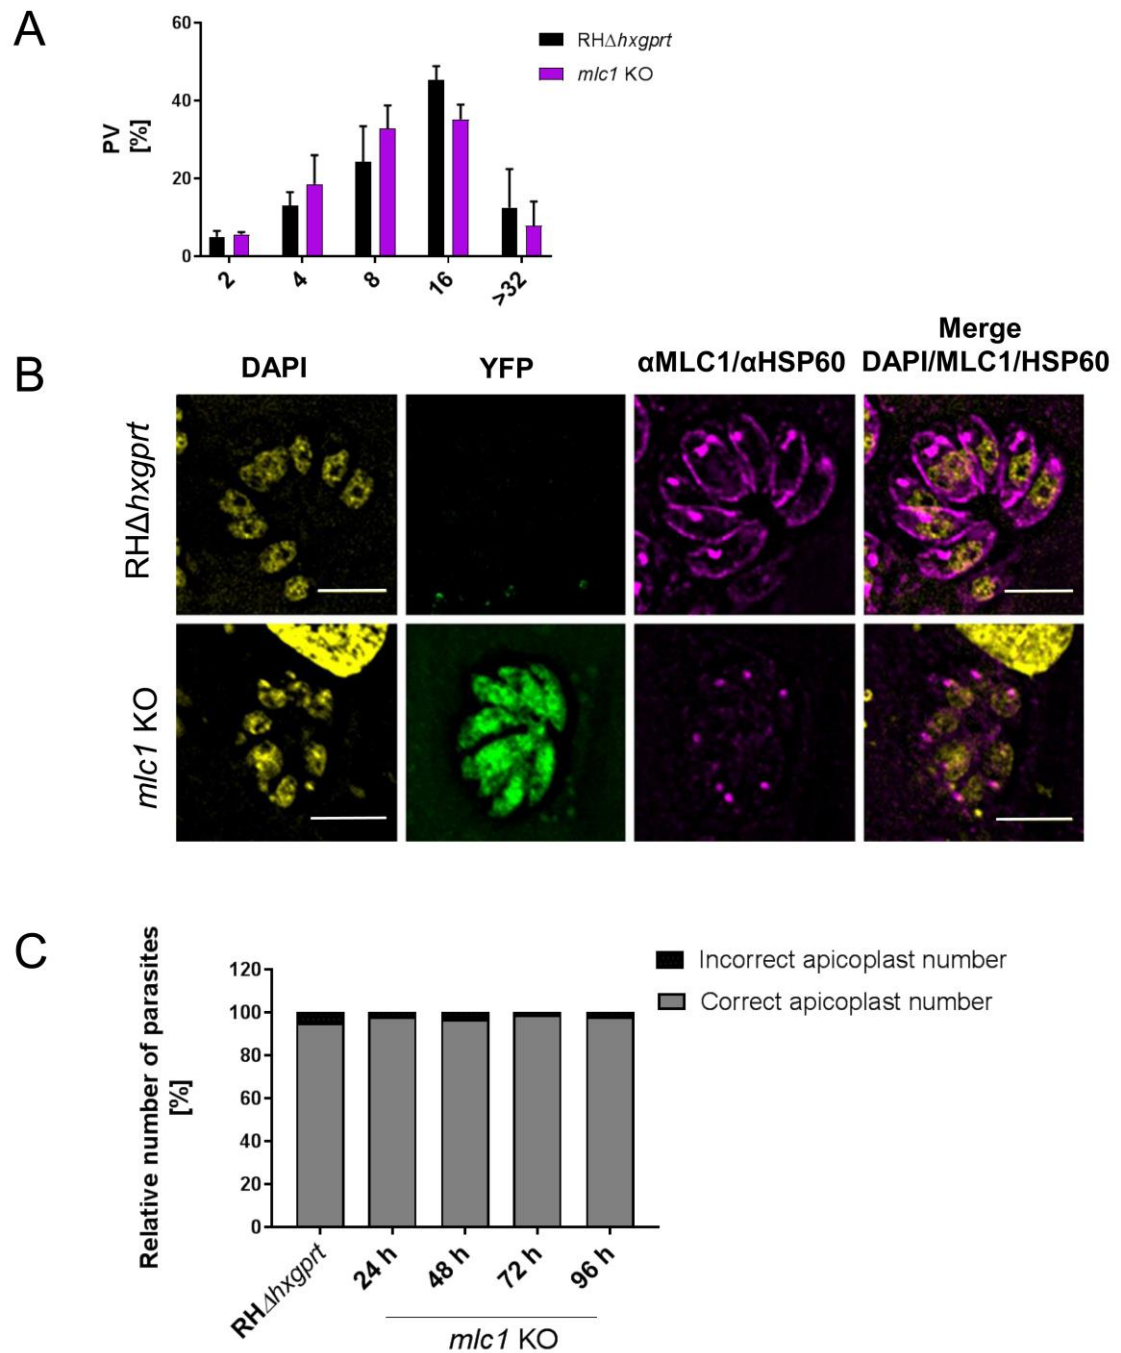 A
60
40
20
0
PV
[%]
2
4
8
16
>32
RHΔhxgprt
mlc1 KO
B
DAPI
YFP
αMLC1/αHSP60
Merge
DAPI/MLC1/HSP60
RHΔhxgprt
mlc1 KO
C
Relative number of parasites
[%]
120
100
80
60
40
20
0
RHΔhxgprt
24 h
48 h
72 h
96 h
mlc1 KO
Incorrect apicoplast number
Correct apicoplast number